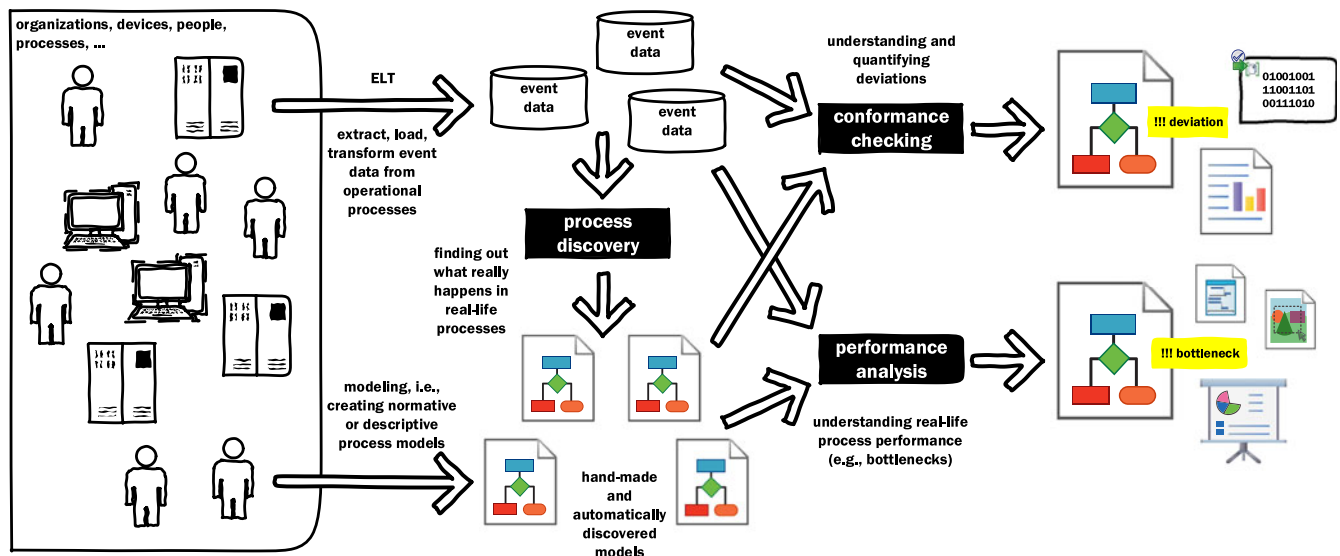 organizations, devices, people,
processes, ...
ELT
extract, load,
transform event
data from
operational
processes
event
data
event
data
event
data
process
discovery
finding out
what really
happens in
real-life
processes
modeling, i.e.,
creating normative
or descriptive
process models
hand-made
and
automatically
discovered
models
understanding and
quantifying
deviations
conformance
checking
!!! deviation
01001001
11001101
00111010
performance
analysis
understanding real-life
process performance
(e.g., bottlenecks)
!!! bottleneck